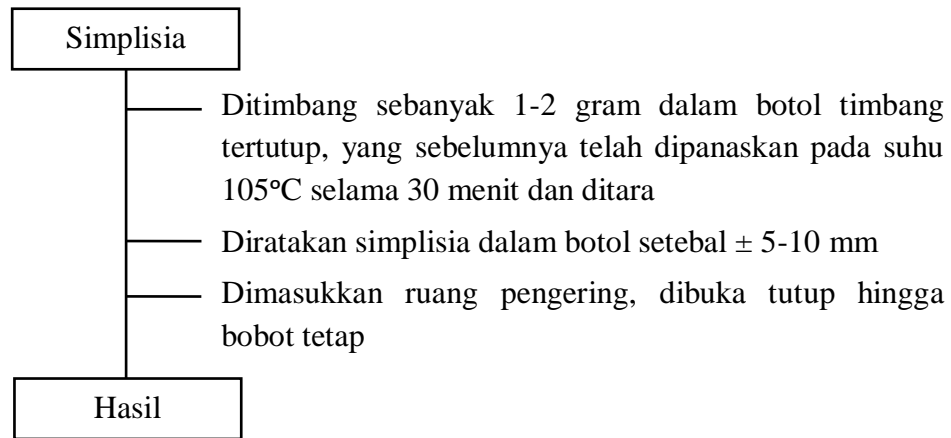 Simplisia
Ditimbang sebanyak 1-2 gram dalam botol timbang
tertutup, yang sebelumnya telah dipanaskan pada suhu
105°C selama 30 menit dan ditara
Diratakan simplisia dalam botol setebal ± 5-10 mm
Dimasukkan ruang pengering, dibuka tutup hingga
bobot tetap
Hasil